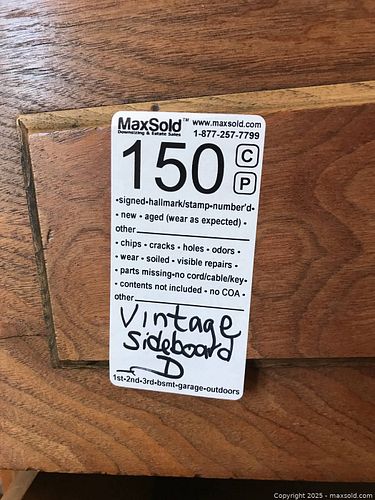 MaxSold™ www.maxsold.com
Downsizing & Estate Sales 1-877-257-7799
150 C
P
•signed•hallmark/stamp•number'd•
• new • aged (wear as expected) •
other
• chips • cracks • holes • odors •
• wear • soiled • visible repairs •
• parts missing•no cord/cable/key•
• contents not included • no COA •
other
Vintage
sideboard
D
1st-2nd-3rd-bsmt-garage-outdoors
Copyright 2025 - maxsold.com